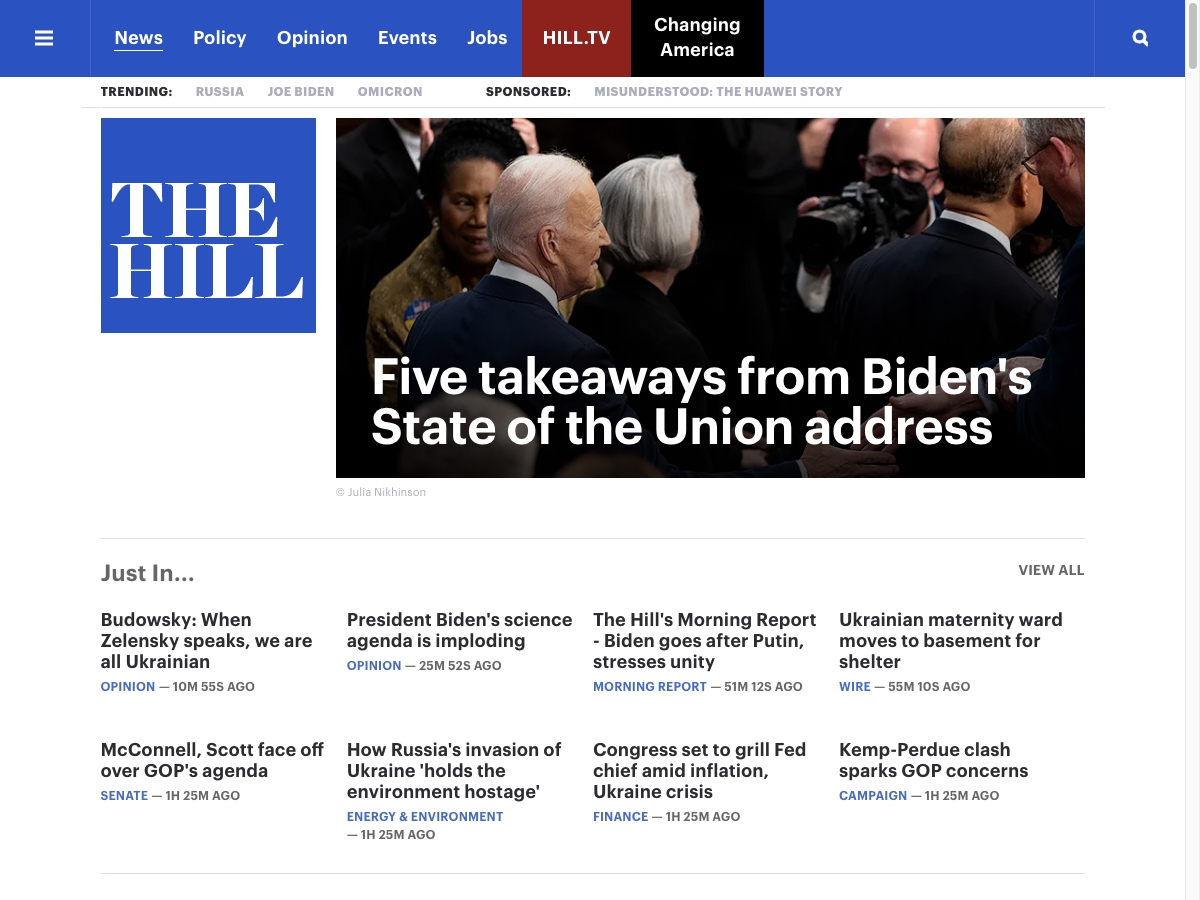 News Policy Opinion Events Jobs HILL.TV Changing
America
TRENDING: RUSSIA JOE BIDEN OMICRON SPONSORED: MISUNDERSTOOD: THE HUAWEI STORY
THE
HILL
Five takeaways from Biden's
State of the Union address
© Julia Nikhinson
Just In...
VIEW ALL
Budowsky: When
Zelensky speaks, we are
all Ukrainian
OPINION — 10M 55S AGO
President Biden's science
agenda is imploding
OPINION — 25M 52S AGO
The Hill's Morning Report
- Biden goes after Putin,
stresses unity
MORNING REPORT — 51M 12S AGO
Ukrainian maternity ward
moves to basement for
shelter
WIRE — 55M 10S AGO
McConnell, Scott face off
over GOP's agenda
SENATE — 1H 25M AGO
How Russia's invasion of
Ukraine 'holds the
environment hostage'
ENERGY & ENVIRONMENT
— 1H 25M AGO
Congress set to grill Fed
chief amid inflation,
Ukraine crisis
FINANCE — 1H 25M AGO
Kemp-Perdue clash
sparks GOP concerns
CAMPAIGN — 1H 25M AGO